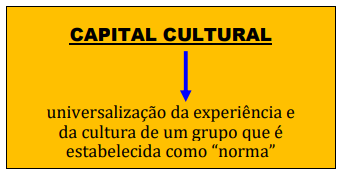 CAPITAL CULTURAL
universalização da experiência e
da cultura de um grupo que é
estabelecida como “norma”